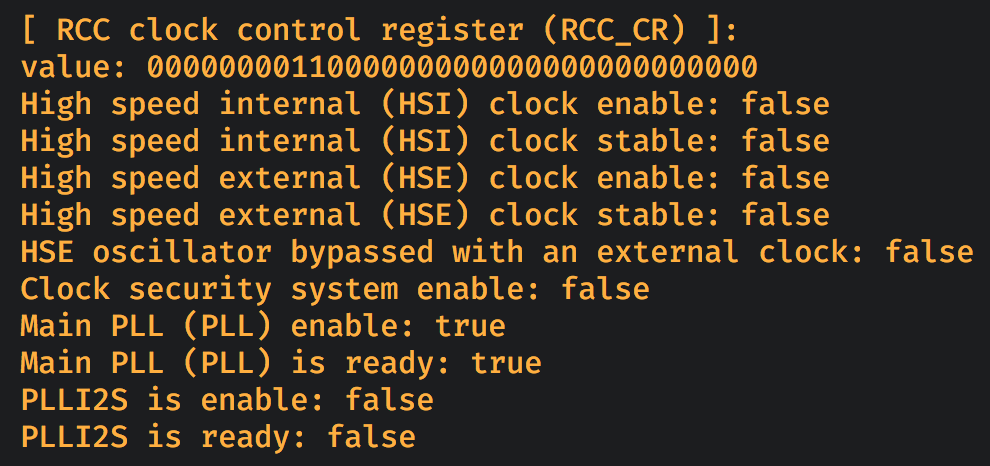 [ RCC clock control register (RCC_CR) ]:
value: 0000000011000000000000000000000000
High speed internal (HSI) clock enable: false
High speed internal (HSI) clock stable: false
High speed external (HSE) clock enable: false
High speed external (HSE) clock stable: false
HSE oscillator bypassed with an external clock: false
Clock security system enable: false
Main PLL (PLL) enable: true
Main PLL (PLL) is ready: true
PLLI2S is enable: false
PLLI2S is ready: false